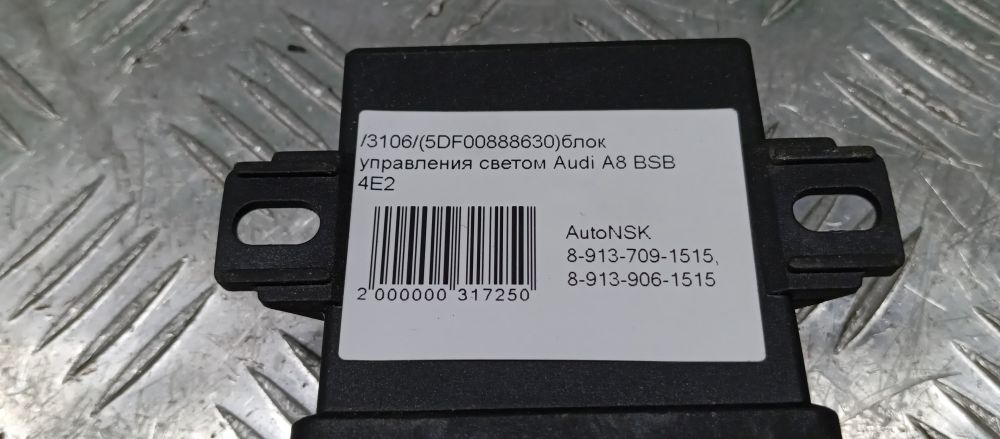 /3106/(5DF00888630)блок
управления светом Audi A8 BSB
4E2
AutoNSK
8-913-709-1515,
8-913-906-1515
2 000000 317250